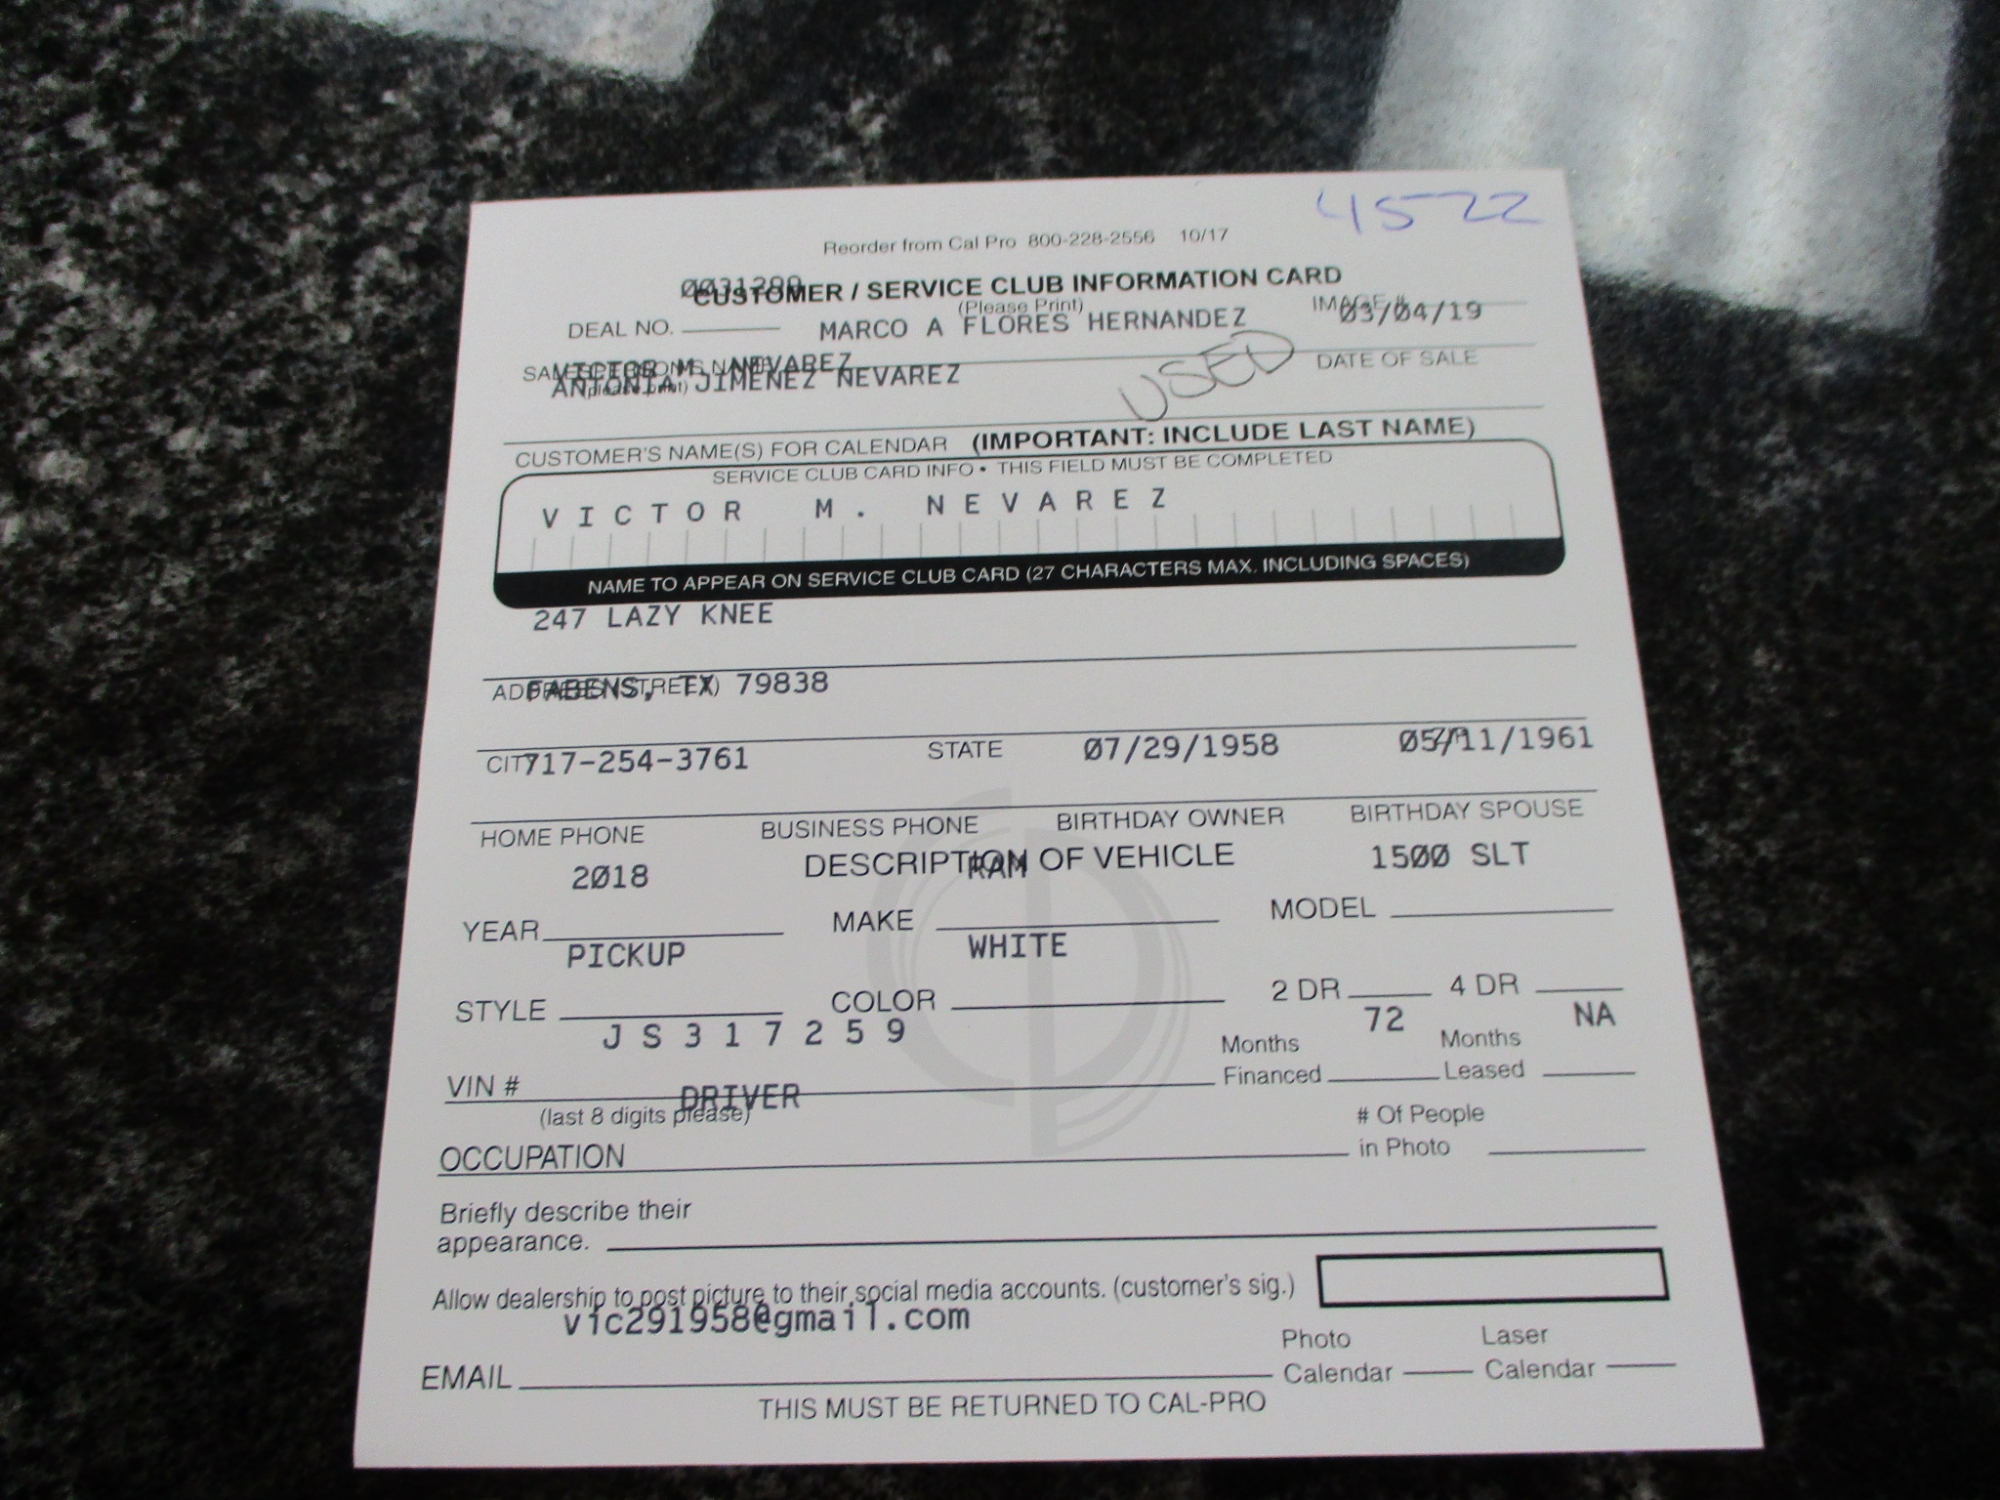 4522
Reorder from Cal Pro 800-228-2556 10/17
CUSTOMER / SERVICE CLUB INFORMATION CARD
(Please Print)
DEAL NO. MARCO A FLORES HERNANDEZ IMAGE # 03/04/19
VICTOR M. NEVAREZ
ANTONIA JIMENEZ NEVAREZ
USED
DATE OF SALE
CUSTOMER'S NAME(S) FOR CALENDAR (IMPORTANT: INCLUDE LAST NAME)
SERVICE CLUB CARD INFO • THIS FIELD MUST BE COMPLETED
VICTOR M. NEVAREZ
NAME TO APPEAR ON SERVICE CLUB CARD (27 CHARACTERS MAX. INCLUDING SPACES)
247 LAZY KNEE
ADDRESS (STREET)
FABENS, TX 79838
CITY STATE
717-254-3761 07/29/1958 05/11/1961
HOME PHONE BUSINESS PHONE BIRTHDAY OWNER BIRTHDAY SPOUSE
DESCRIPTION OF VEHICLE
2018 RAM 1500 SLT
YEAR MAKE MODEL
PICKUP WHITE
STYLE COLOR 2 DR 4 DR
JS317259 72 NA
VIN # Months Financed Months Leased
(last 8 digits please)
DRIVER
OCCUPATION # Of People in Photo
Briefly describe their
appearance.
Allow dealership to post picture to their social media accounts. (customer's sig.)
vic291958@gmail.com
EMAIL Photo Calendar Laser Calendar
THIS MUST BE RETURNED TO CAL-PRO